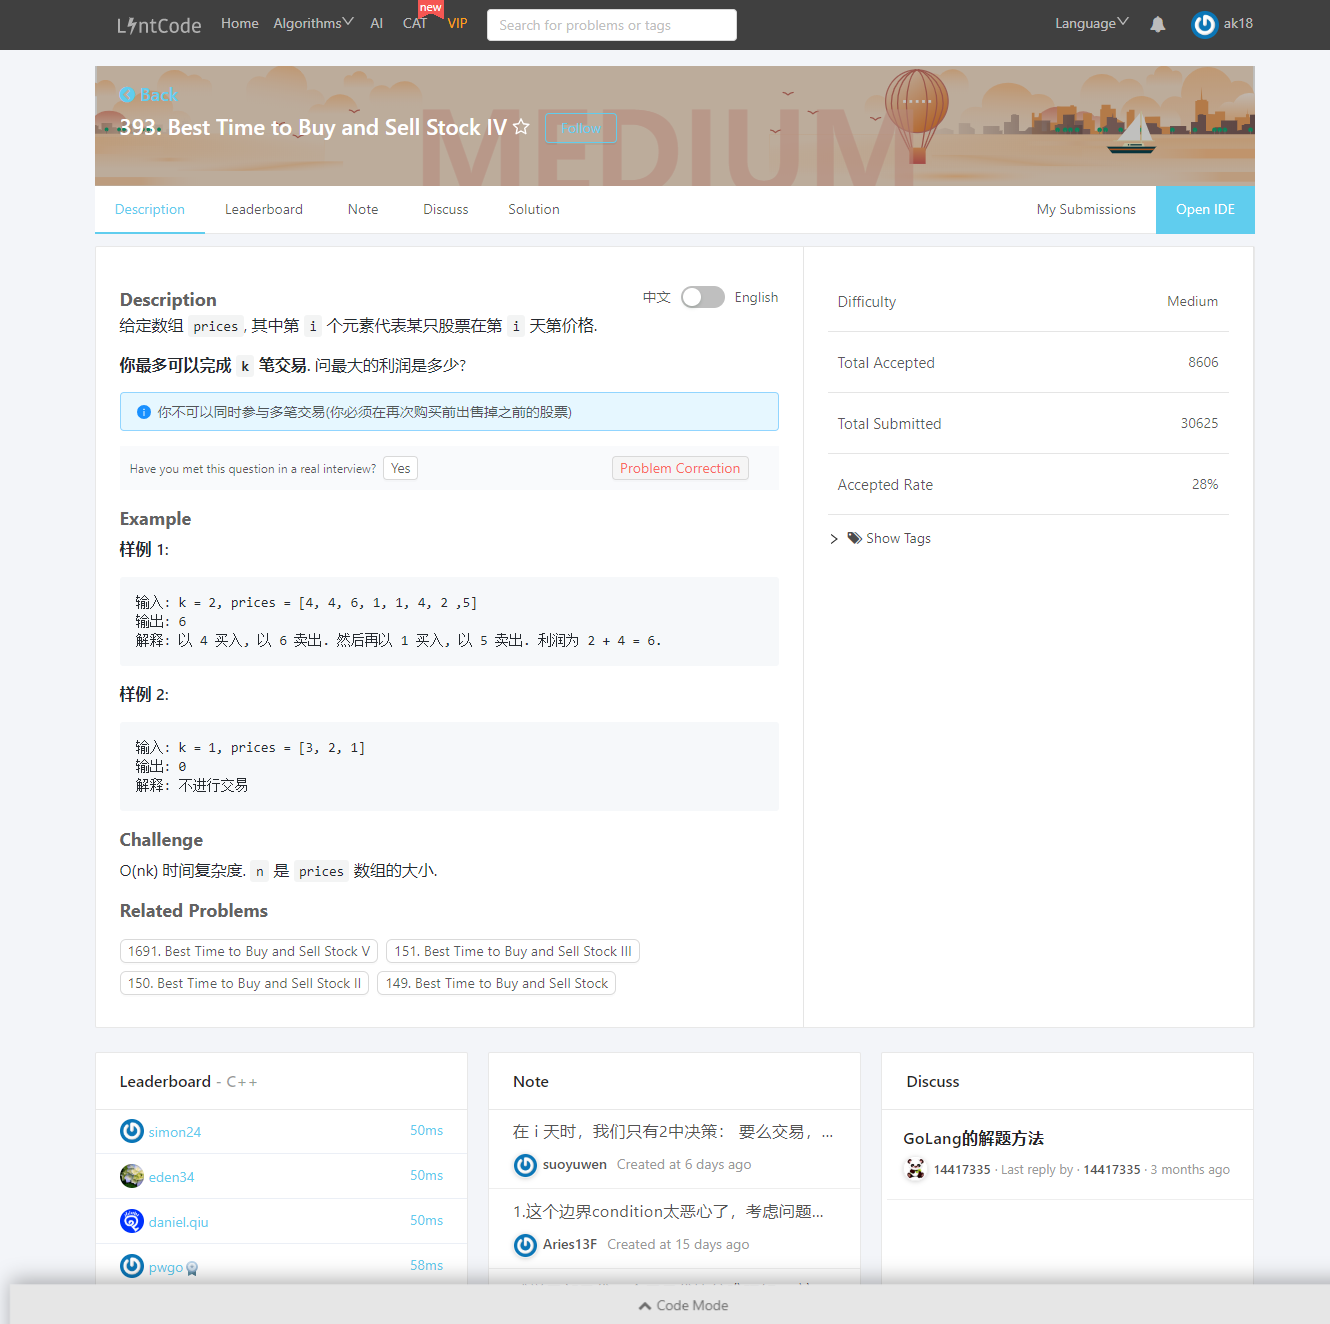 LintCode Home Algorithms AI CAT new VIP Search for problems or tags Language ak18
Back
MEDIUM
393. Best Time to Buy and Sell Stock IV Follow
Description Leaderboard Note Discuss Solution My Submissions Open IDE
Description 中文 English
给定数组 prices, 其中第 i 个元素代表某只股票在第 i 天第价格.
你最多可以完成 k 笔交易. 问最大的利润是多少?
你不可以同时参与多笔交易(你必须在再次购买前出售掉之前的股票)
Have you met this question in a real interview? Yes Problem Correction
Example
样例 1:
输入: k = 2, prices = [4, 4, 6, 1, 1, 4, 2 ,5]
输出: 6
解释: 以 4 买入, 以 6 卖出. 然后再以 1 买入, 以 5 卖出. 利润为 2 + 4 = 6.
样例 2:
输入: k = 1, prices = [3, 2, 1]
输出: 0
解释: 不进行交易
Challenge
O(nk) 时间复杂度. n 是 prices 数组的大小.
Related Problems
1691. Best Time to Buy and Sell Stock V 151. Best Time to Buy and Sell Stock III
150. Best Time to Buy and Sell Stock II 149. Best Time to Buy and Sell Stock
Difficulty Medium
Total Accepted 8606
Total Submitted 30625
Accepted Rate 28%
Show Tags
Leaderboard - C++
simon24 50ms
eden34 50ms
daniel.qiu 50ms
pwgo 58ms
Note
在 i 天时，我们只有2中决策： 要么交易，...
suoyuwen Created at 6 days ago
1.这个边界condition太恶心了，考虑问题...
Aries13F Created at 15 days ago
Discuss
GoLang的解题方法
14417335 · Last reply by · 14417335 · 3 months ago
Code Mode